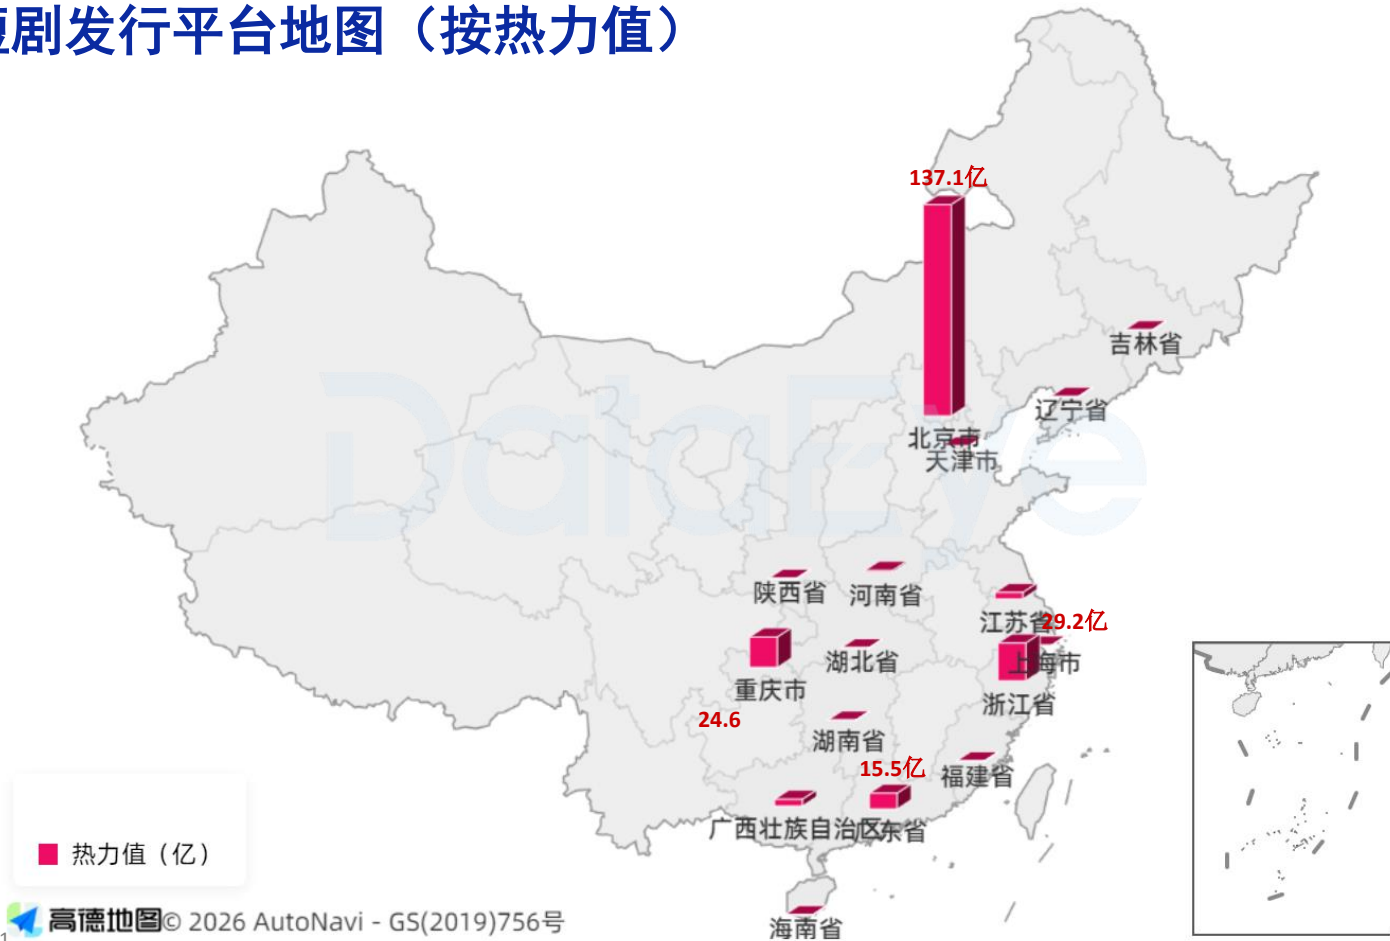 短剧发行平台地图（按热力值）
137.1亿
吉林省
辽宁省
北京市
天津市
DataEye
陕西省
河南省
江苏省
29.2亿
上海市
湖北省
重庆市
浙江省
24.6
湖南省
15.5亿
福建省
广西壮族自治区
广东省
热力值（亿）
高德地图© 2026 AutoNavi - GS(2019)756号
海南省
1